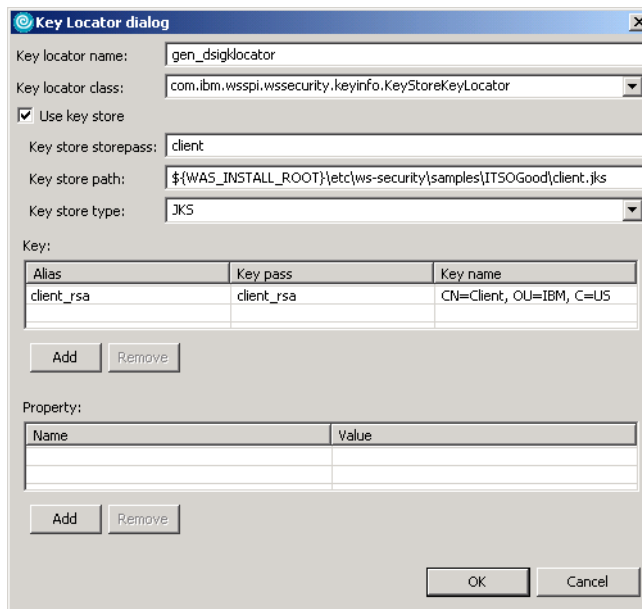 Key Locator dialog
Key locator name: gen_dsigklocator
Key locator class: com.ibm.wsspi.wssecurity.keyinfo.KeyStoreKeyLocator
Use key store
Key store storepass: client
Key store path: ${WAS_INSTALL_ROOT}\etc\ws-security\samples\ITSOGood\client.jks
Key store type: JKS
Key:
Alias Key pass Key name
client_rsa client_rsa CN=Client, OU=IBM, C=US
Add Remove
Property:
Name Value
Add Remove
OK Cancel